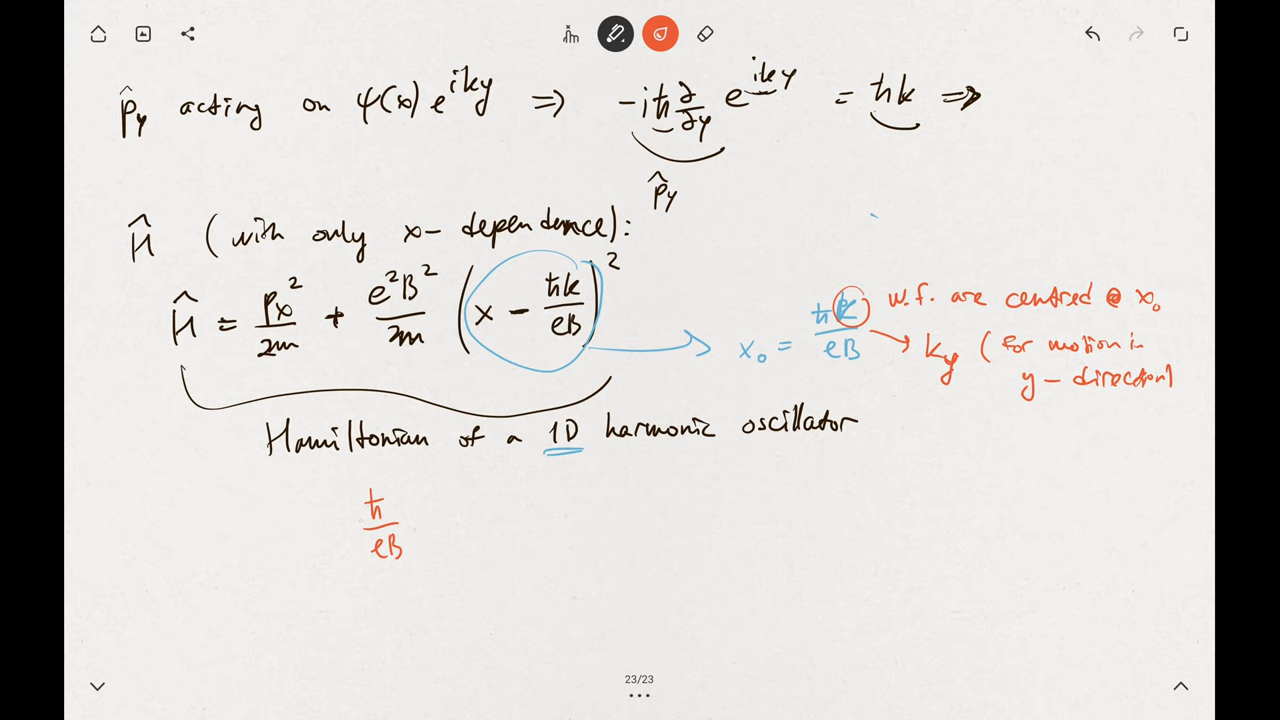 p̂y acting on ψ(x) e^{iky} ⇒ -iħ ∂/∂y e^{iky} = ħk ⇒
p̂y
Ĥ (with only x-dependence):
Ĥ = px²/2m + e²B²/2m (x - ħk/eB)²
x₀ = ħk/eB
w.f. are centred @ x₀
ky (for motion in
y-direction)
Hamiltonian of a 1D harmonic oscillator
ħ/eB
23/23